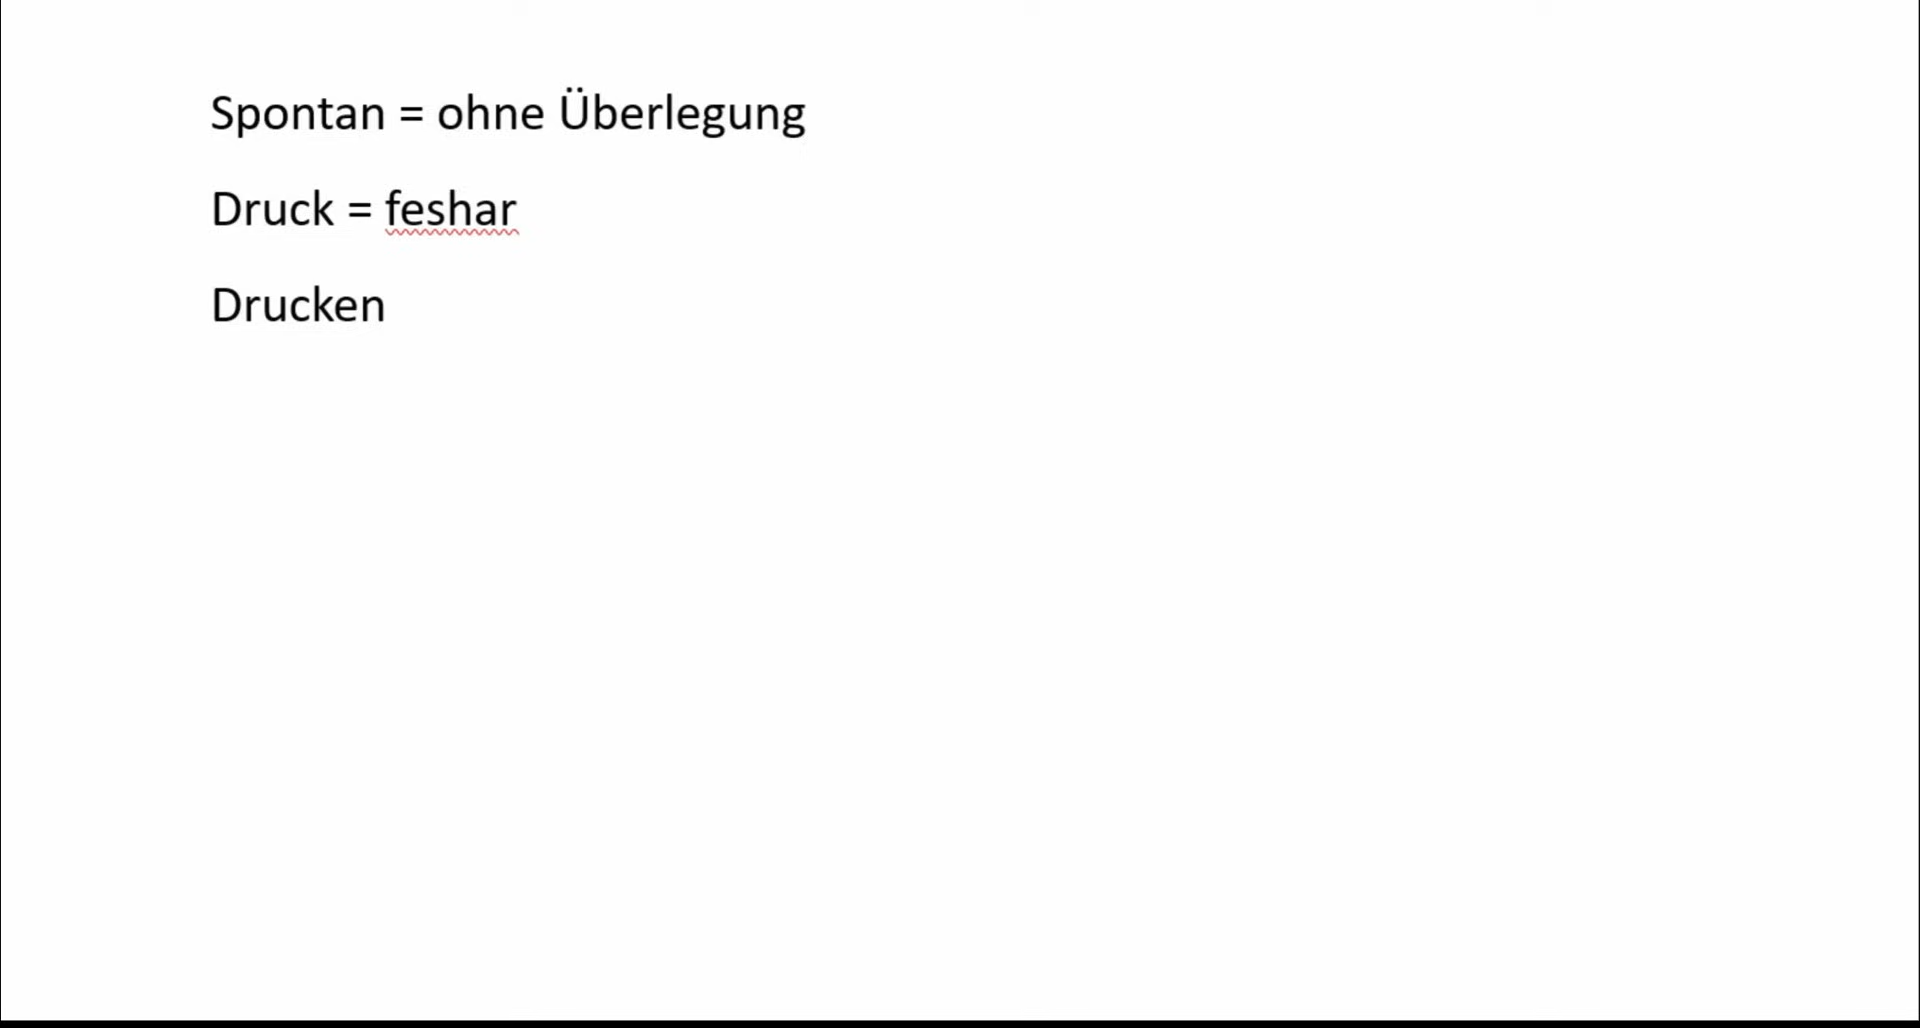 Spontan = ohne Überlegung
Druck = feshar
Drucken